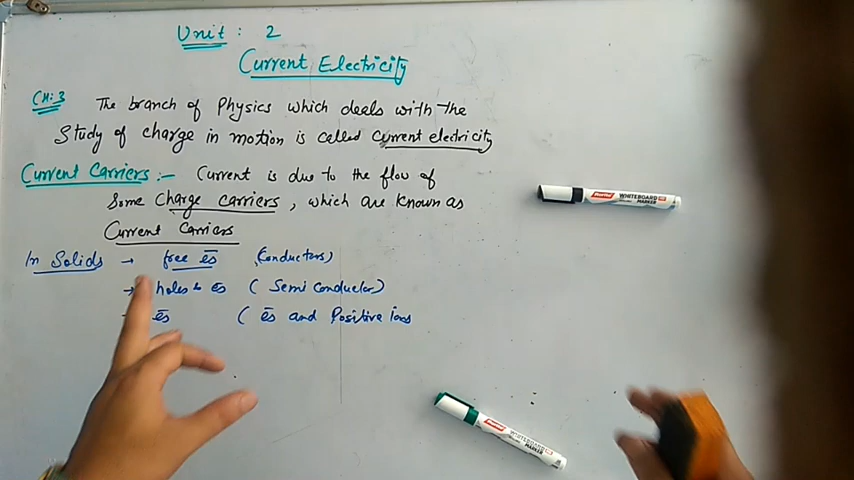 Unit: 2
Current Electricity
CH:3 The branch of Physics which deals with the
Study of charge in motion is called current electricity
Current Carriers:- Current is due to the flow of
Some Charge carriers, which are known as
Current Carriers
In Solids → free ēs (Conductors)
→ holes & ēs (Semi conductor)
ēs (ēs and Positive ions
WHITEBOARD
WHITEBOARD